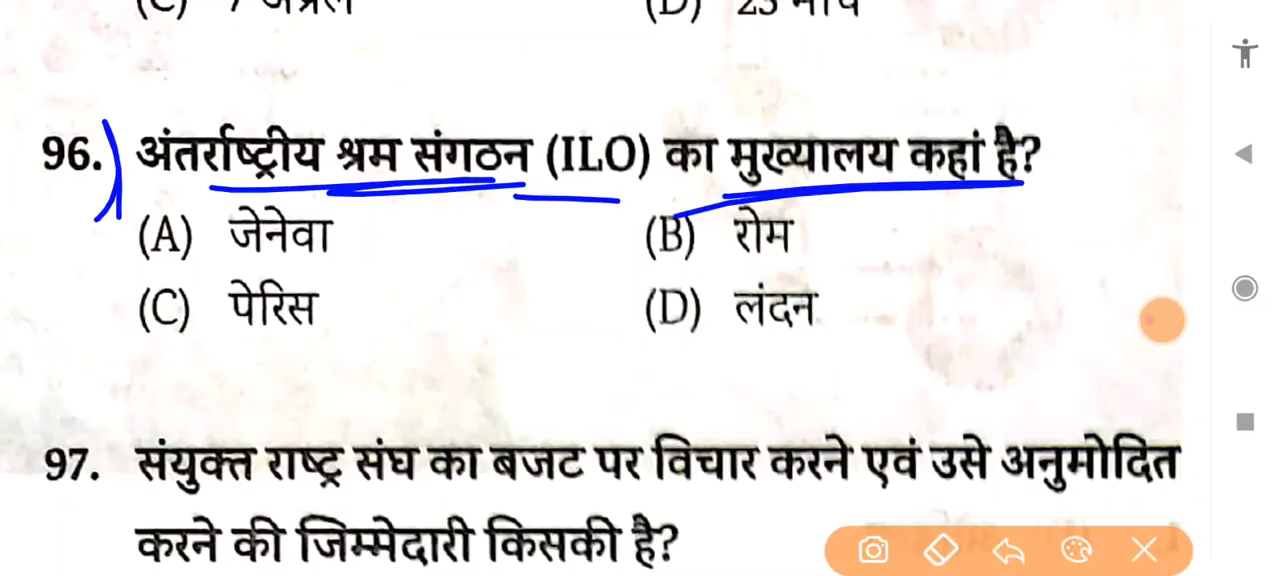 96. अंतर्राष्ट्रीय श्रम संगठन (ILO) का मुख्यालय कहां है?
(A) जेनेवा (B) रोम
(C) पेरिस (D) लंदन
97. संयुक्त राष्ट्र संघ का बजट पर विचार करने एवं उसे अनुमोदित
करने की जिम्मेदारी किसकी है?